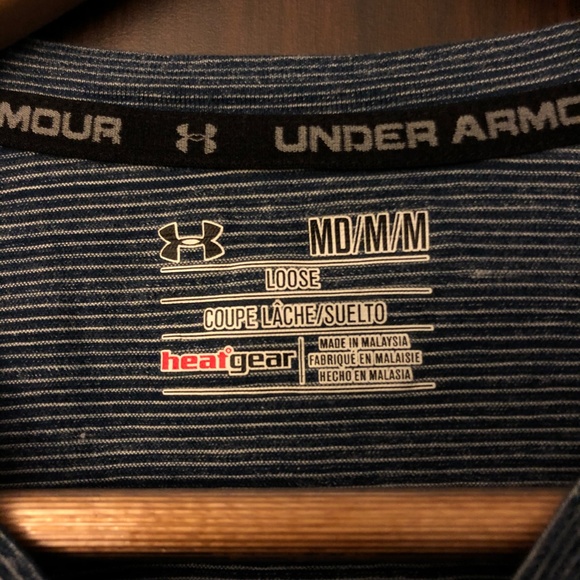 MOUR UNDER ARMO
MD/M/M
LOOSE
COUPE LÂCHE/SUELTO
heatgear
MADE IN MALAYSIA
FABRIQUÉ EN MALAISIE
HECHO EN MALASIA